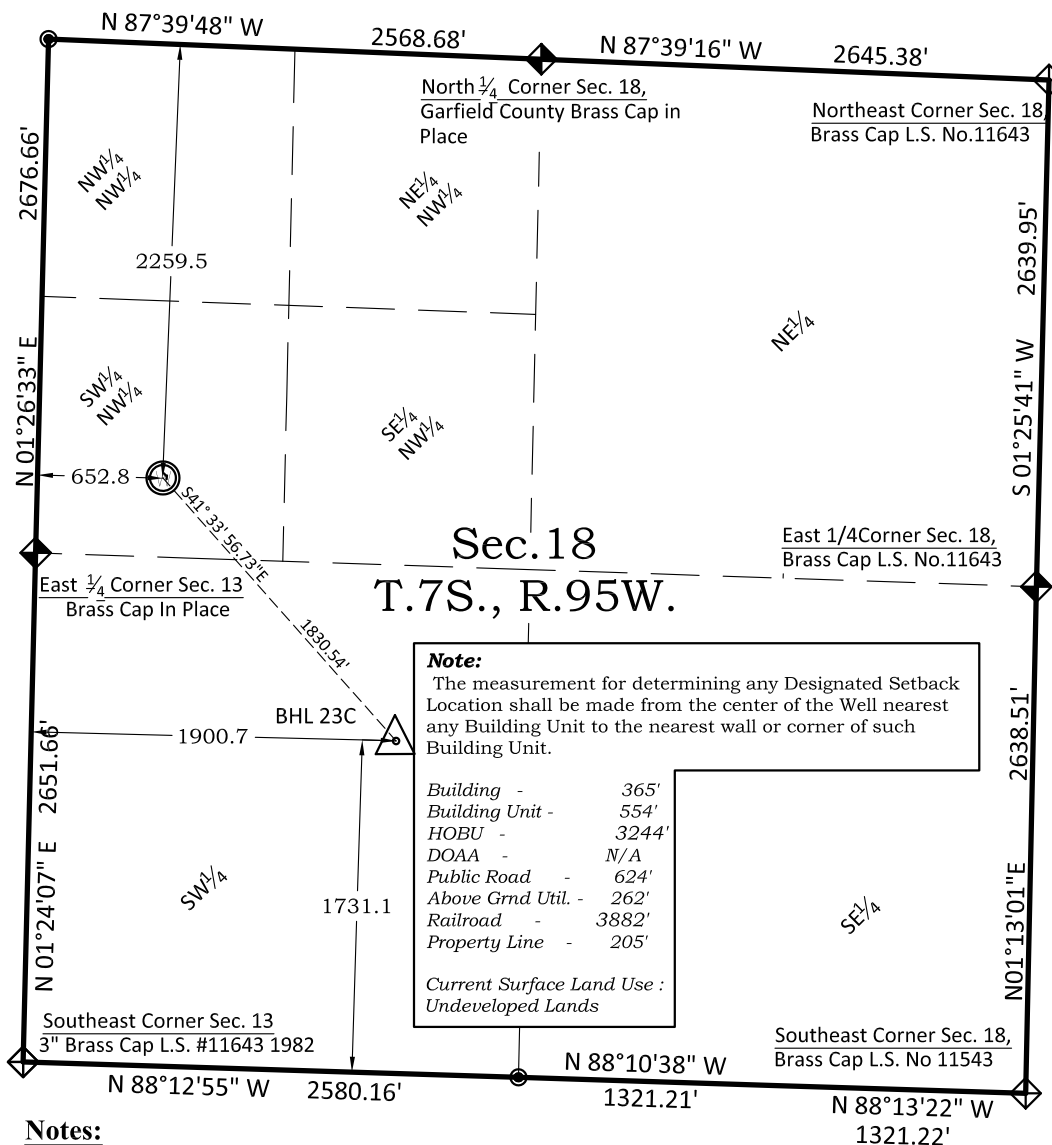 N 87°39'48" W
2568.68'
N 87°39'16" W
2645.38'
North 1/4 Corner Sec. 18,
Garfield County Brass Cap in
Place
Northeast Corner Sec. 18,
Brass Cap L.S. No.11643
2676.66'
NW1/4
NW1/4
NE1/4
NW1/4
2639.95'
2259.5
NE1/4
N 01°26'33" E
SW1/4
NW1/4
SE1/4
NW1/4
S 01°25'41" W
652.8
S41° 33' 56.73"E
Sec.18
T.7S., R.95W.
East 1/4Corner Sec. 18,
Brass Cap L.S. No.11643
East 1/4 Corner Sec. 13
Brass Cap In Place
1830.54'
BHL 23C
1900.7
2651.66'
2638.51'
Note:
The measurement for determining any Designated Setback
Location shall be made from the center of the Well nearest
any Building Unit to the nearest wall or corner of such
Building Unit.
Building - 365'
Building Unit - 554'
HOBU - 3244'
DOAA - N/A
Public Road - 624'
Above Grnd Util. - 262'
Railroad - 3882'
Property Line - 205'
Current Surface Land Use :
Undeveloped Lands
N 01°24'07" E
SW1/4
1731.1
SE1/4
N01°13'01"E
Southeast Corner Sec. 13
3" Brass Cap L.S. #11643 1982
Southeast Corner Sec. 18,
Brass Cap L.S. No 11543
N 88°12'55" W
2580.16'
N 88°10'38" W
1321.21'
N 88°13'22" W
1321.22'
Notes: